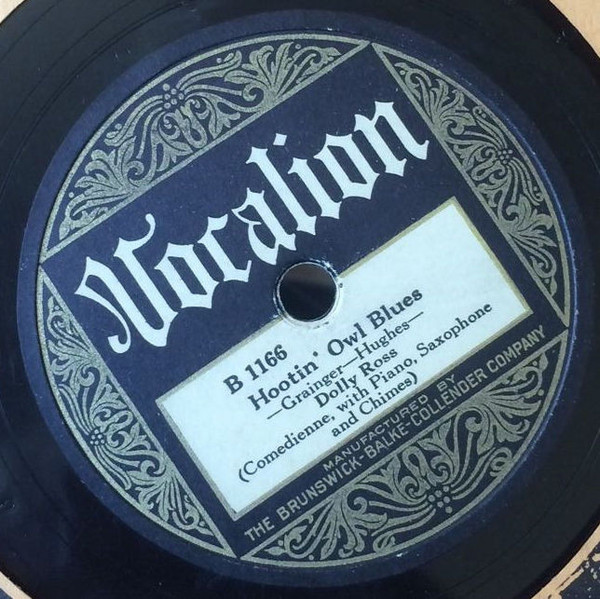 Vocalion
B 1166
Hootin' Owl Blues
—Grainger—Hughes—
Dolly Ross
(Comedienne, with Piano, Saxophone
and Chimes)
MANUFACTURED BY
THE BRUNSWICK-BALKE-COLLENDER COMPANY